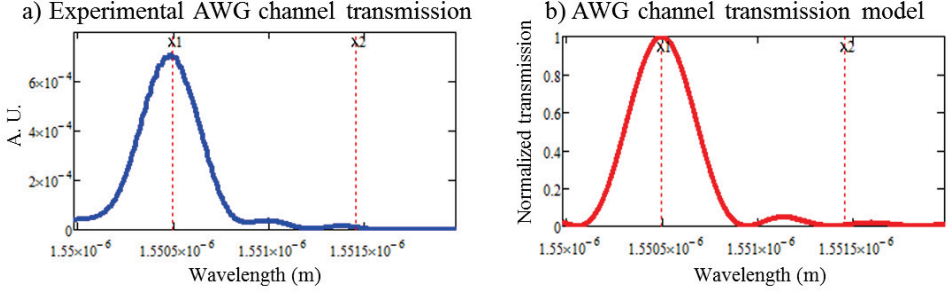 a) Experimental AWG channel transmission
x1
x2
6×10⁻⁴
4×10⁻⁴
2×10⁻⁴
0
A. U.
1.55×10⁻⁶
1.5505×10⁻⁶
1.551×10⁻⁶
1.5515×10⁻⁶
Wavelength (m)
b) AWG channel transmission model
x1
x2
1
0.8
0.6
0.4
0.2
0
Normalized transmission
1.55×10⁻⁶
1.5505×10⁻⁶
1.551×10⁻⁶
1.5515×10⁻⁶
Wavelength (m)